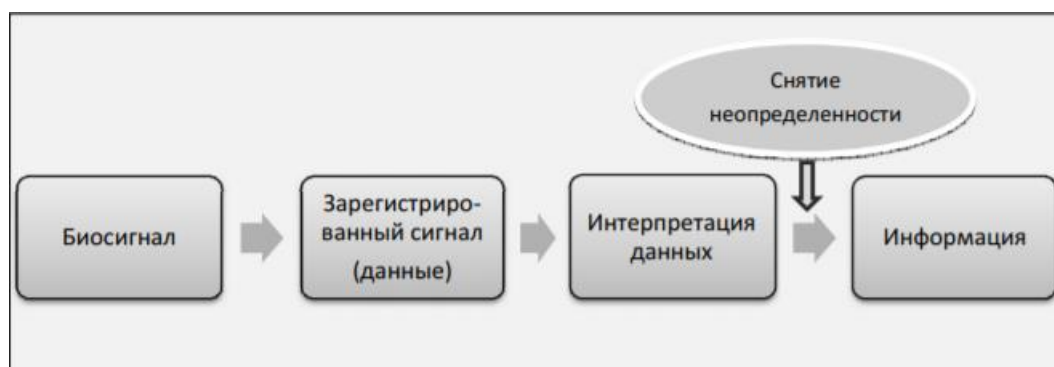 Снятие
неопределенности
Биосигнал
Зарегистриро-
ванный сигнал
(данные)
Интерпретация
данных
Информация